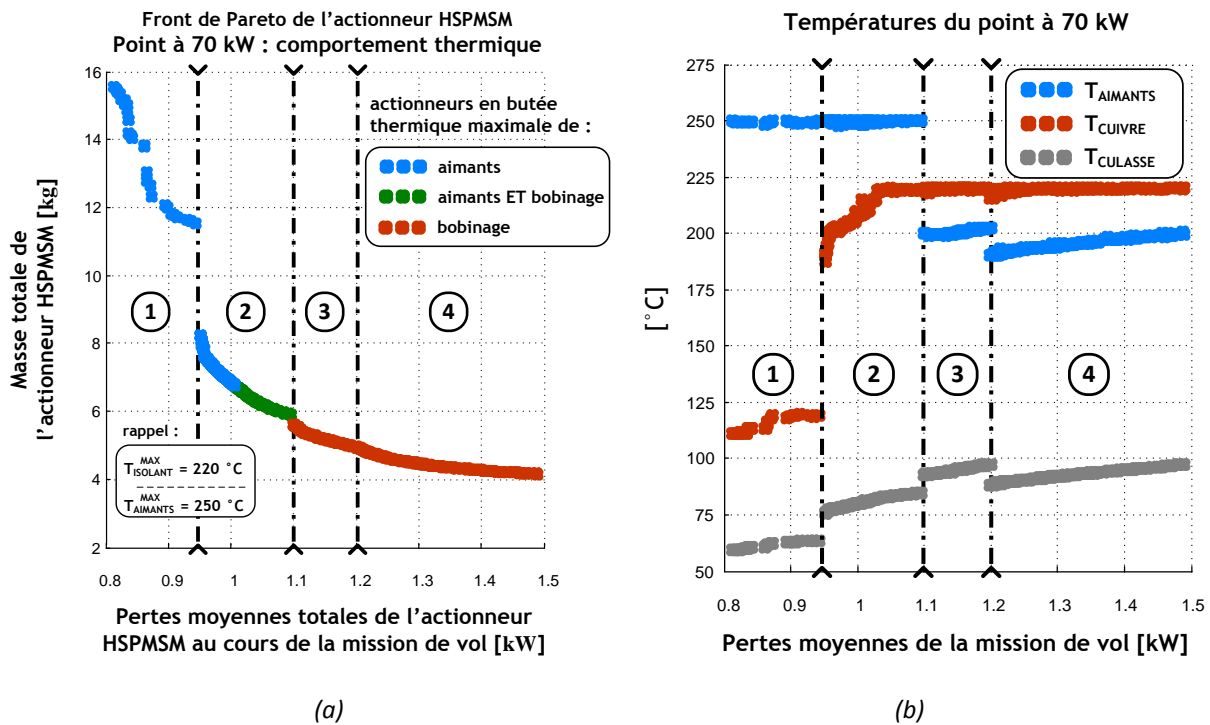 Front de Pareto de l'actionneur HSPMSM
Point à 70 kW : comportement thermique
16
14
12
10
8
6
4
2
Masse totale de
l'actionneur HSPMSM [kg]
actionneurs en butée
thermique maximale de :
aimants
aimants ET bobinage
bobinage
1
2
3
4
rappel :
T MAX ISOLANT = 220 °C
T MAX AIMANTS = 250 °C
0.8 0.9 1 1.1 1.2 1.3 1.4 1.5
Pertes moyennes totales de l'actionneur
HSPMSM au cours de la mission de vol [kW]
(a)
Températures du point à 70 kW
275
250
225
200
175
150
125
100
75
50
[°C]
TAIMANTS
TCUIVRE
TCULASSE
1
2
3
4
0.8 0.9 1 1.1 1.2 1.3 1.4 1.5
Pertes moyennes de la mission de vol [kW]
(b)